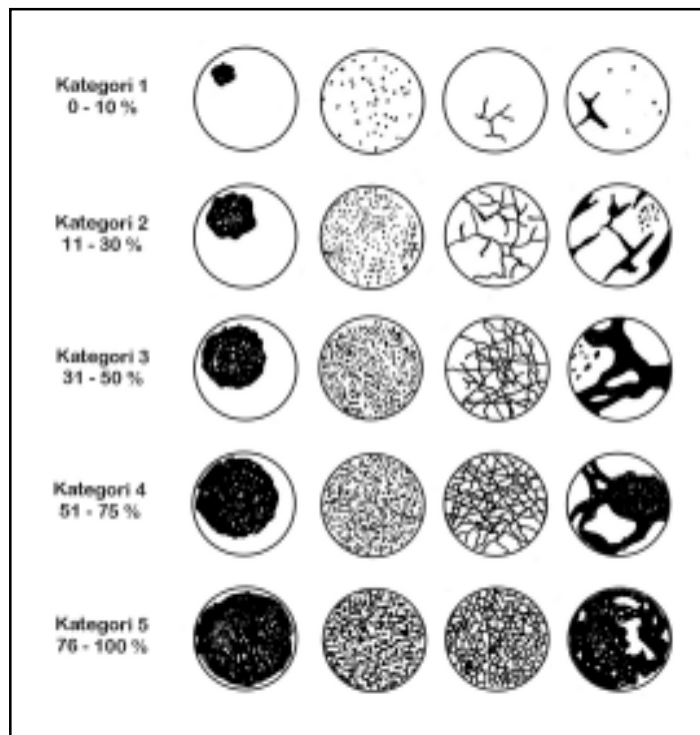 Kategori 1
0 - 10 %
Kategori 2
11 - 30 %
Kategori 3
31 - 50 %
Kategori 4
51 - 75 %
Kategori 5
76 - 100 %